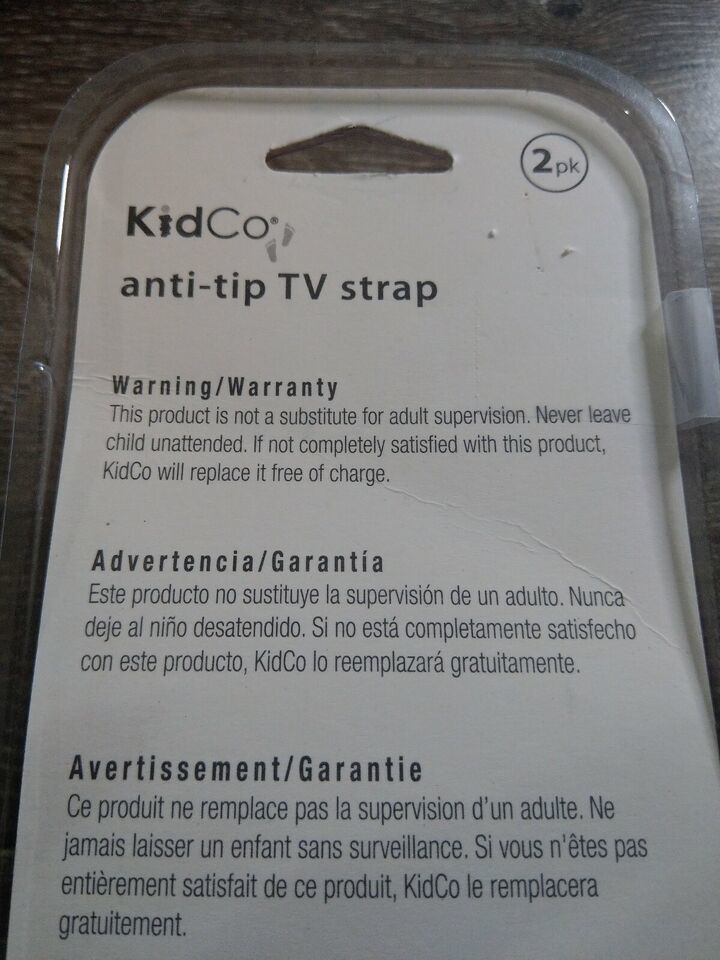 2pk
KidCo®
anti-tip TV strap
Warning/Warranty
This product is not a substitute for adult supervision. Never leave
child unattended. If not completely satisfied with this product,
KidCo will replace it free of charge.
Advertencia/Garantía
Este producto no sustituye la supervisión de un adulto. Nunca
deje al niño desatendido. Si no está completamente satisfecho
con este producto, KidCo lo reemplazará gratuitamente.
Avertissement/Garantie
Ce produit ne remplace pas la supervision d'un adulte. Ne
jamais laisser un enfant sans surveillance. Si vous n'êtes pas
entièrement satisfait de ce produit, KidCo le remplacera
gratuitement.